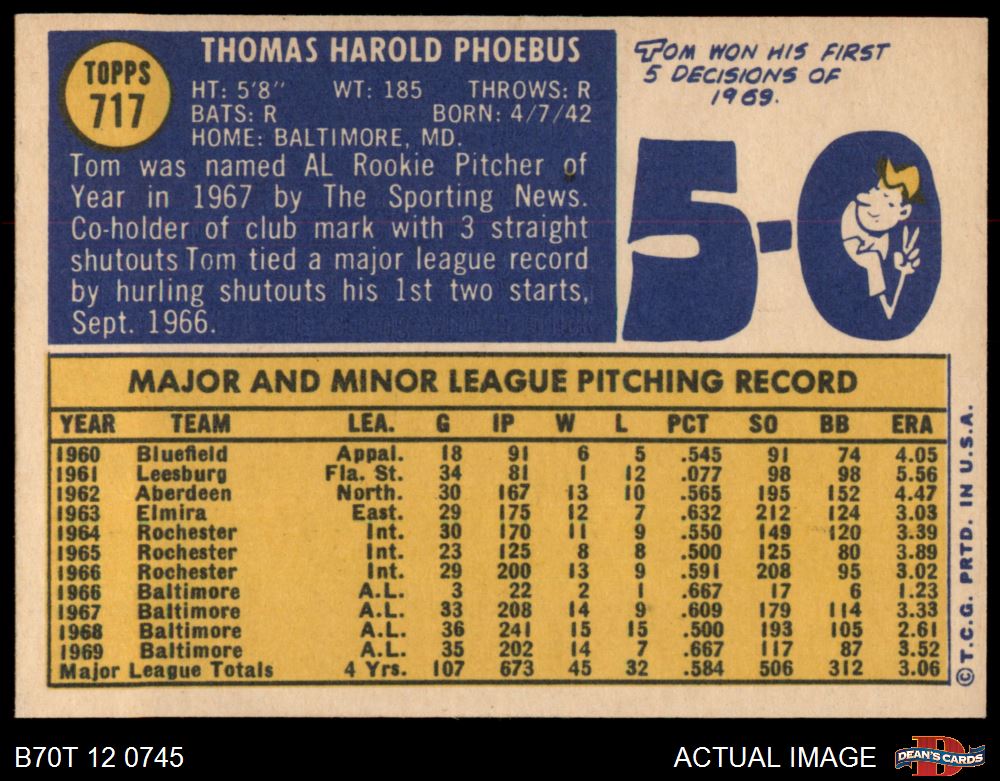 TOPPS
717
THOMAS HAROLD PHOEBUS
HT: 5'8" WT: 185 THROWS: R
BATS: R BORN: 4/7/42
HOME: BALTIMORE, MD.
Tom was named AL Rookie Pitcher of
Year in 1967 by The Sporting News.
Co-holder of club mark with 3 straight
shutouts Tom tied a major league record
by hurling shutouts his 1st two starts,
Sept. 1966.
TOM WON HIS FIRST
5 DECISIONS OF
1969.
5-0
MAJOR AND MINOR LEAGUE PITCHING RECORD
YEAR TEAM LEA. G IP W L PCT SO BB ERA
1960 Bluefield Appal. 18 91 6 5 .545 91 74 4.05
1961 Leesburg Fla. St. 34 81 1 12 .077 98 98 5.56
1962 Aberdeen North. 30 167 13 10 .565 195 152 4.47
1963 Elmira East. 29 175 12 7 .632 212 124 3.03
1964 Rochester Int. 30 170 11 9 .550 149 120 3.39
1965 Rochester Int. 23 125 8 8 .500 125 80 3.89
1966 Rochester Int. 29 200 13 9 .591 208 95 3.02
1966 Baltimore A.L. 3 22 2 1 .667 17 6 1.23
1967 Baltimore A.L. 33 208 14 9 .609 179 114 3.33
1968 Baltimore A.L. 36 241 15 15 .500 193 105 2.61
1969 Baltimore A.L. 35 202 14 7 .667 117 87 3.52
Major League Totals 4 Yrs. 107 673 45 32 .584 506 312 3.06
© T.C.G. PRTD. IN U.S.A.
B70T 12 0745
ACTUAL IMAGE
D
DEAN'S CARDS